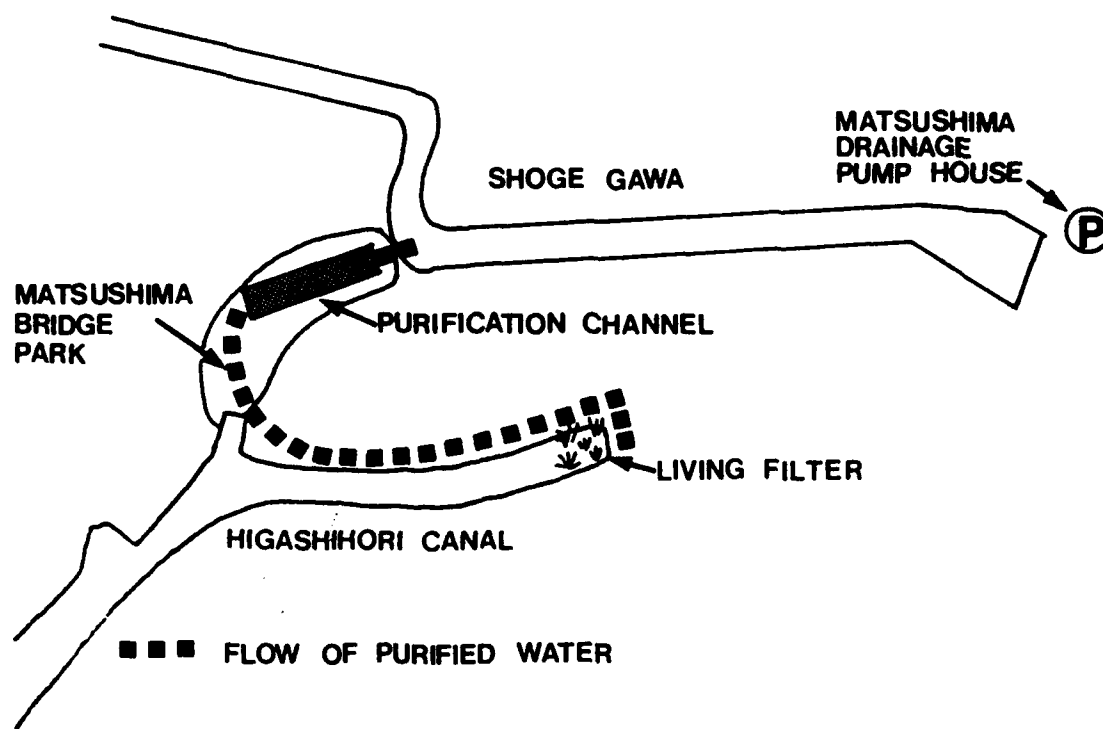 MATSUSHIMA
DRAINAGE
PUMP HOUSE
P
SHOGE GAWA
MATSUSHIMA
BRIDGE
PARK
PURIFICATION CHANNEL
LIVING FILTER
HIGASHIHORI CANAL
FLOW OF PURIFIED WATER